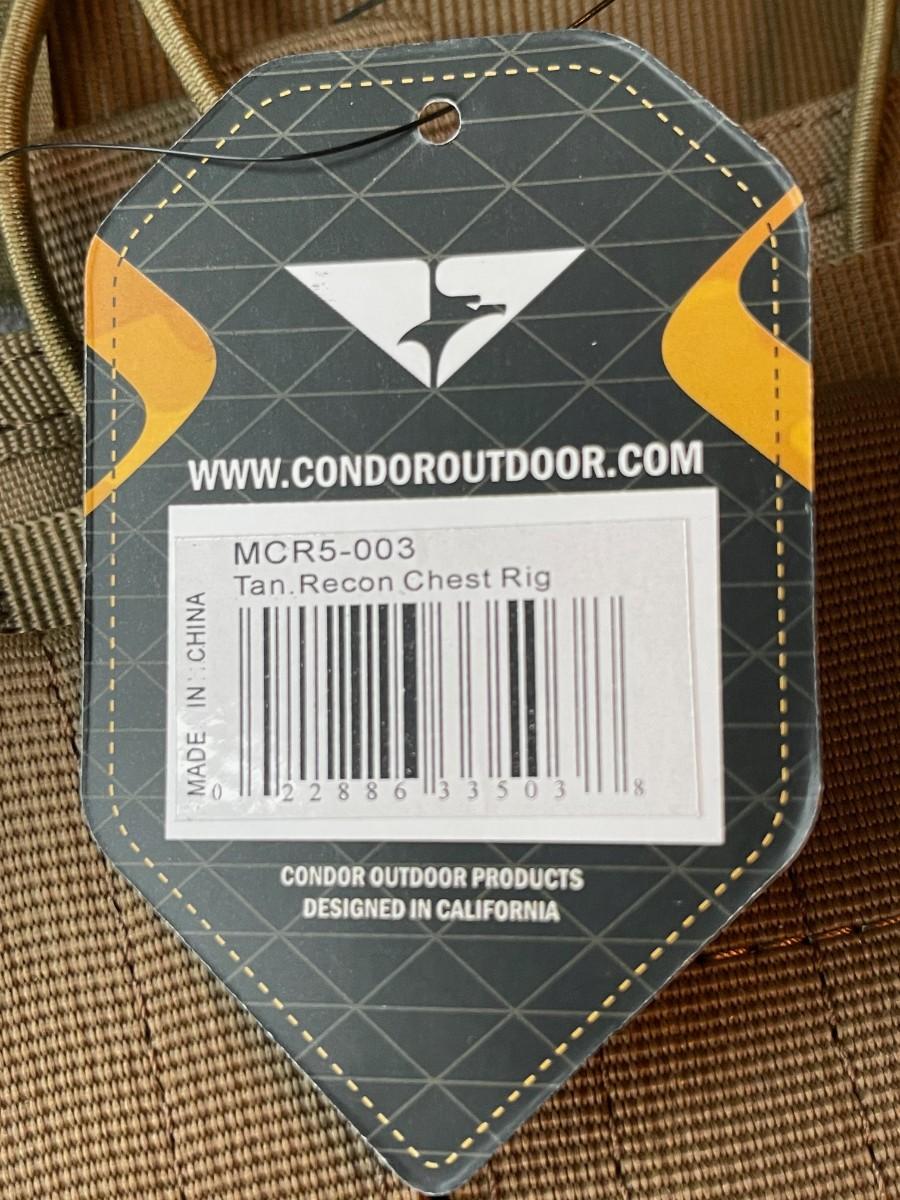 WWW.CONDOROUTDOOR.COM
MCR5-003
Tan.Recon Chest Rig
MADE IN CHINA
0 22886 33503 8
CONDOR OUTDOOR PRODUCTS
DESIGNED IN CALIFORNIA